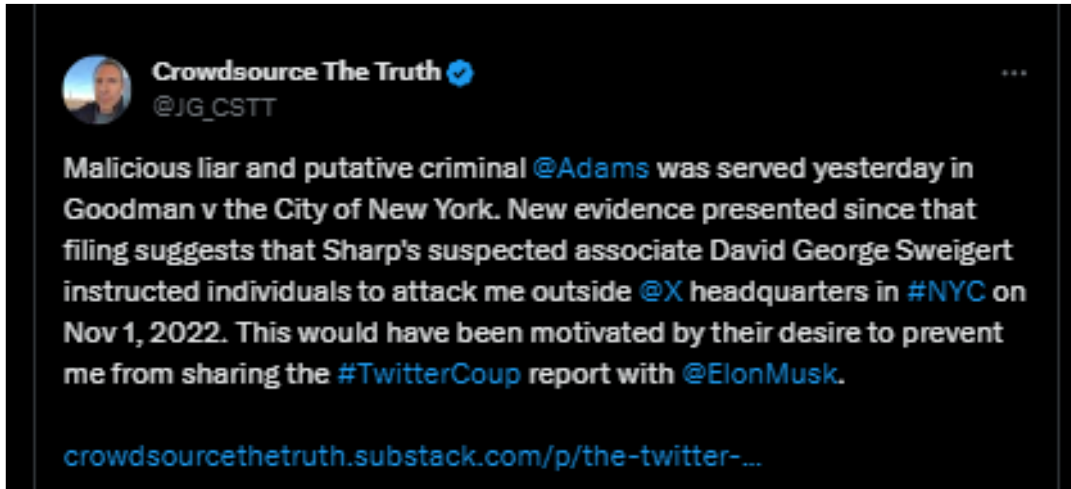 Crowdsource The Truth
@JG_CSTT
Malicious liar and putative criminal @Adams was served yesterday in
Goodman v the City of New York. New evidence presented since that
filing suggests that Sharp's suspected associate David George Sweigert
instructed individuals to attack me outside @X headquarters in #NYC on
Nov 1, 2022. This would have been motivated by their desire to prevent
me from sharing the #TwitterCoup report with @ElonMusk.
crowdsourcethetruth.substack.com/p/the-twitter-...